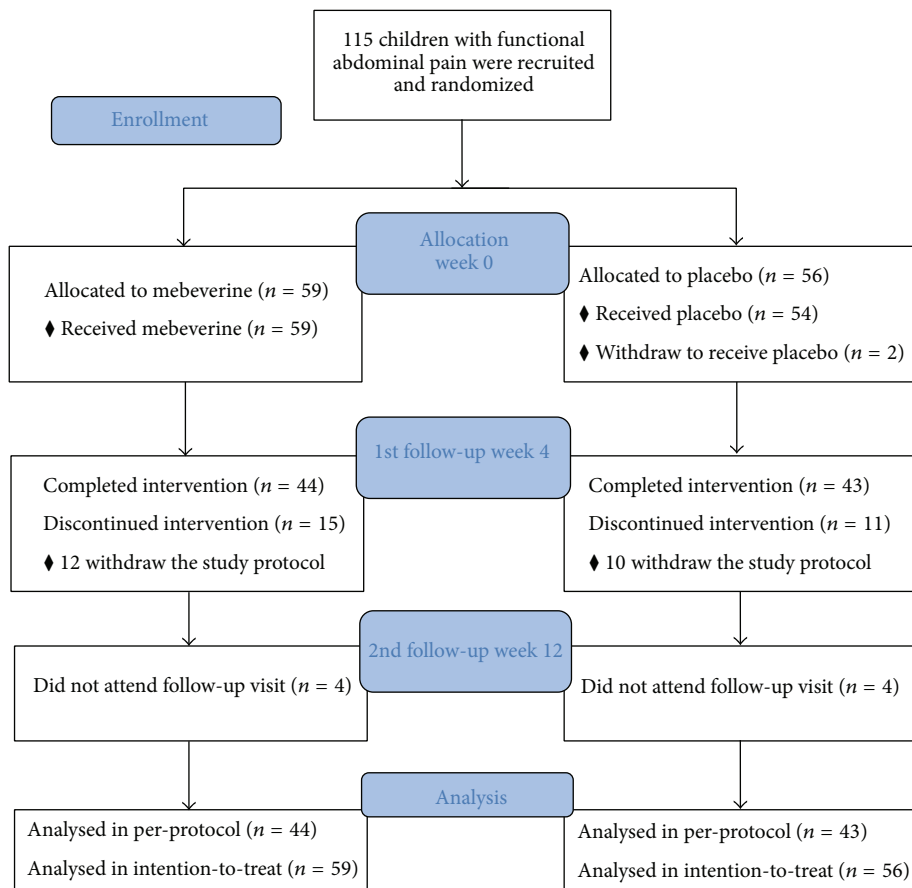 115 children with functional
abdominal pain were recruited
and randomized
Enrollment
Allocation
week 0
Allocated to mebeverine (n = 59)
♦ Received mebeverine (n = 59)
Allocated to placebo (n = 56)
♦ Received placebo (n = 54)
♦ Withdraw to receive placebo (n = 2)
1st follow-up week 4
Completed intervention (n = 44)
Discontinued intervention (n = 15)
♦ 12 withdraw the study protocol
Completed intervention (n = 43)
Discontinued intervention (n = 11)
♦ 10 withdraw the study protocol
2nd follow-up week 12
Did not attend follow-up visit (n = 4)
Did not attend follow-up visit (n = 4)
Analysis
Analysed in per-protocol (n = 44)
Analysed in intention-to-treat (n = 59)
Analysed in per-protocol (n = 43)
Analysed in intention-to-treat (n = 56)